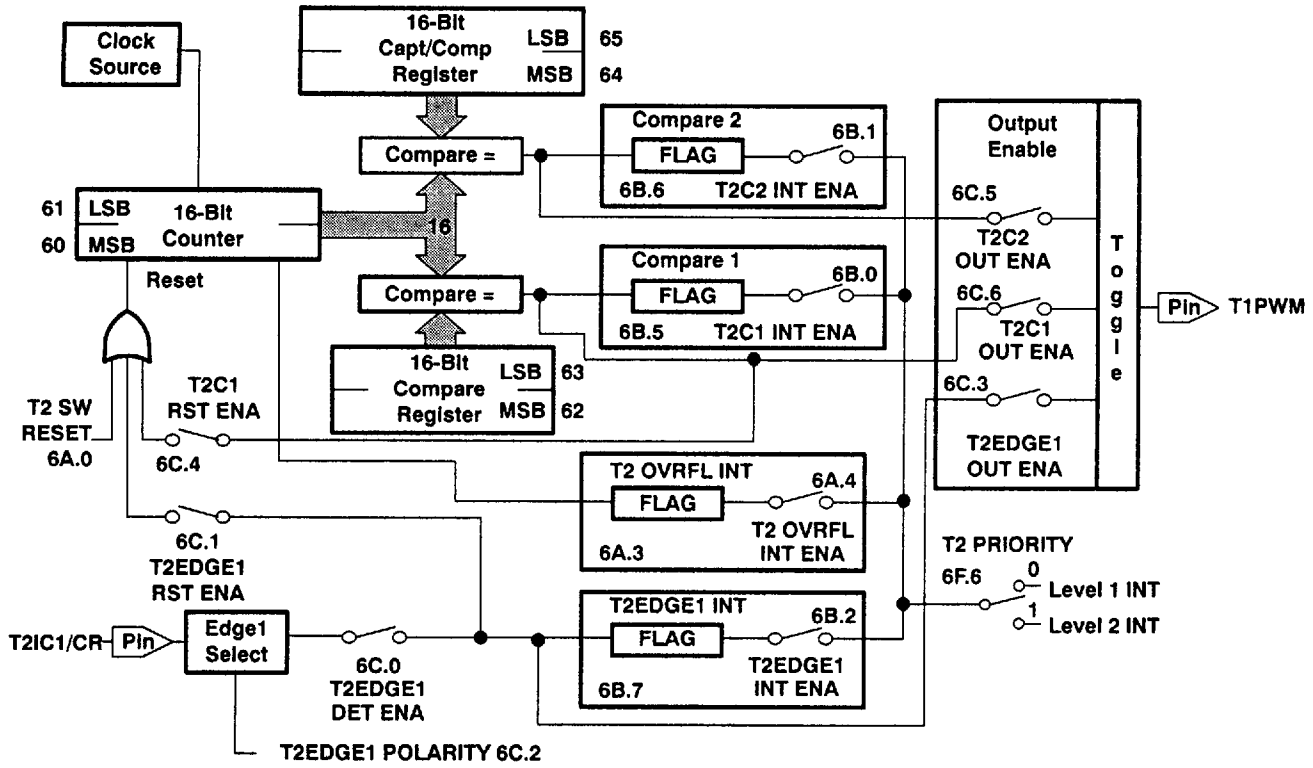 Clock
Source
16-Bit
Capt/Comp
Register
LSB 65
MSB 64
Compare =
Compare 2
FLAG
6B.1
6B.6 T2C2 INT ENA
Output
Enable
6C.5
T2C2
OUT ENA
6C.6
T2C1
OUT ENA
6C.3
T2EDGE1
OUT ENA
Toggle
Pin T1PWM
61 LSB
60 MSB
16-Bit
Counter
16
Reset
Compare =
Compare 1
FLAG
6B.0
6B.5 T2C1 INT ENA
16-Bit
Compare
Register
LSB 63
MSB 62
T2 SW
RESET
6A.0
T2C1
RST ENA
6C.4
6C.1
T2EDGE1
RST ENA
T2 OVRFL INT
FLAG
6A.4
T2 OVRFL
INT ENA
6A.3
T2 PRIORITY
6F.6
0
Level 1 INT
1
Level 2 INT
T2IC1/CR Pin
Edge1
Select
6C.0
T2EDGE1
DET ENA
T2EDGE1 INT
FLAG
6B.2
T2EDGE1
INT ENA
6B.7
T2EDGE1 POLARITY 6C.2